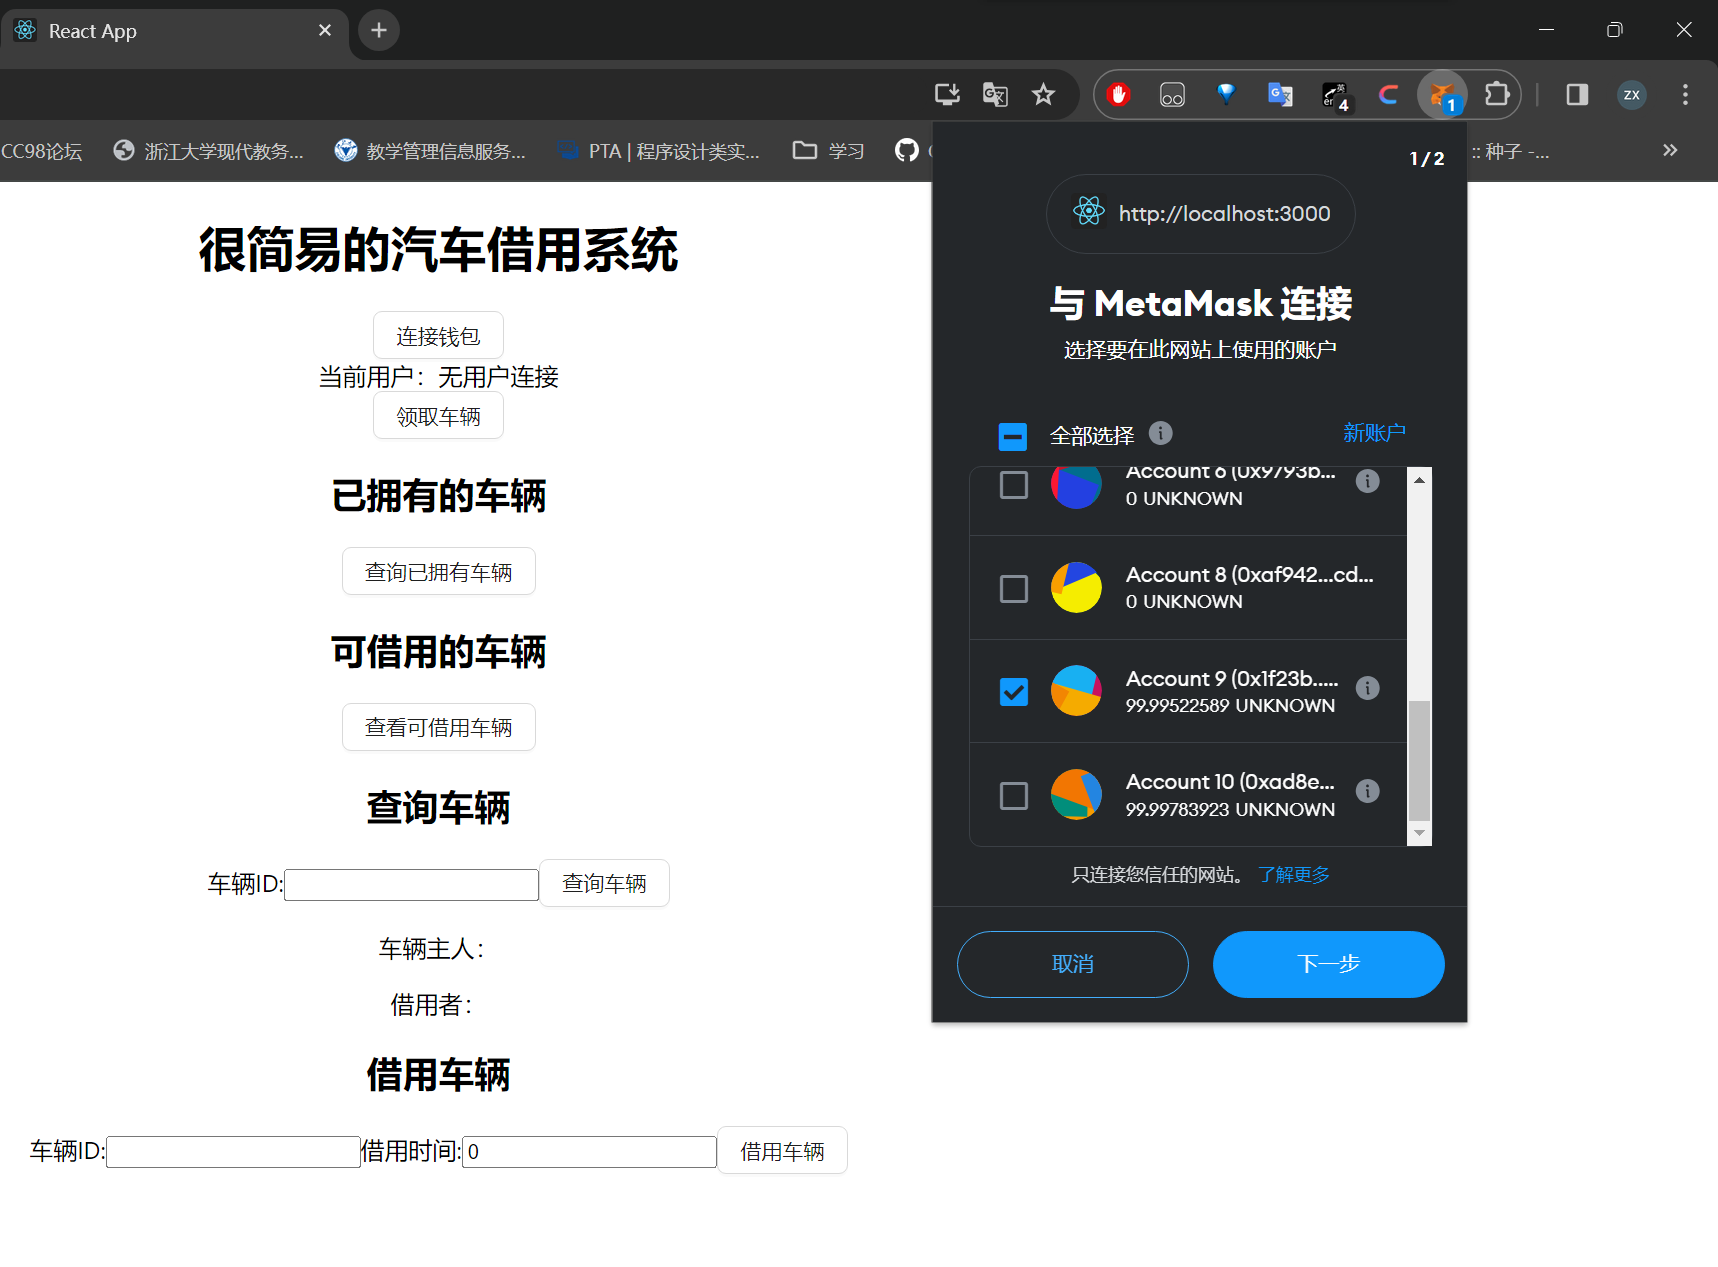 React App
ZX
4
1
CC98论坛
浙江大学现代教务...
教学管理信息服务...
PTA | 程序设计类实...
学习
:: 种子 -...
很简易的汽车借用系统
连接钱包
当前用户：无用户连接
领取车辆
已拥有的车辆
查询已拥有车辆
可借用的车辆
查看可借用车辆
查询车辆
车辆ID:
查询车辆
车辆主人：
借用者：
借用车辆
车辆ID:
借用时间:
0
借用车辆
1 / 2
http://localhost:3000
与 MetaMask 连接
选择要在此网站上使用的账户
全部选择
新账户
Account 6 (0x9793b...
0 UNKNOWN
Account 8 (0xaf942...cd...
0 UNKNOWN
Account 9 (0x1f23b.....
99.99522589 UNKNOWN
Account 10 (0xad8e...
99.99783923 UNKNOWN
只连接您信任的网站。 了解更多
取消
下一步